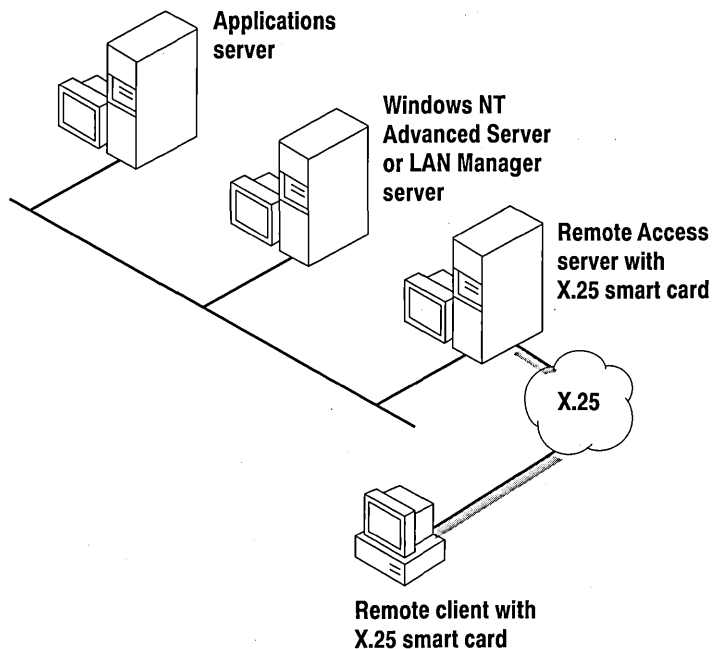 Applications
server
Windows NT
Advanced Server
or LAN Manager
server
Remote Access
server with
X.25 smart card
X.25
Remote client with
X.25 smart card